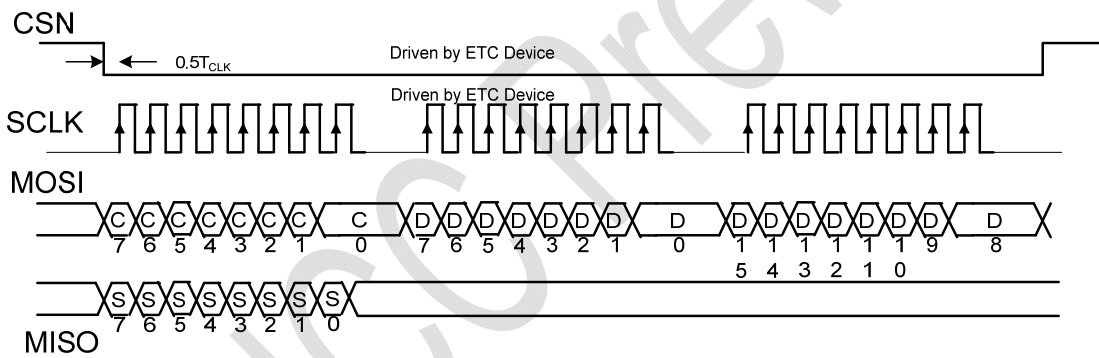 CSN
Driven by ETC Device
0.5TCLK
Driven by ETC Device
SCLK
MOSI
C C C C C C C C D D D D D D D D D D D D D D D D
7 6 5 4 3 2 1 0 7 6 5 4 3 2 1 0 1 1 1 1 1 1 9 8
5 4 3 2 1 0
S S S S S S S S
7 6 5 4 3 2 1 0
MISO